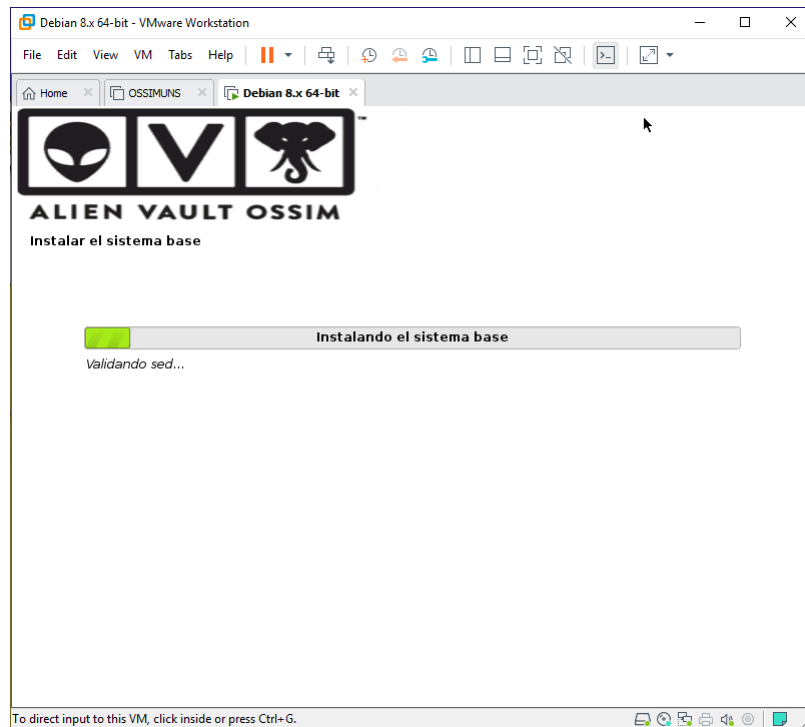 Debian 8.x 64-bit - VMware Workstation
File Edit View VM Tabs Help
Home OSSIMUNS Debian 8.x 64-bit
V ™
ALIEN VAULT OSSIM
Instalar el sistema base
Instalando el sistema base
Validando sed...
To direct input to this VM, click inside or press Ctrl+G.